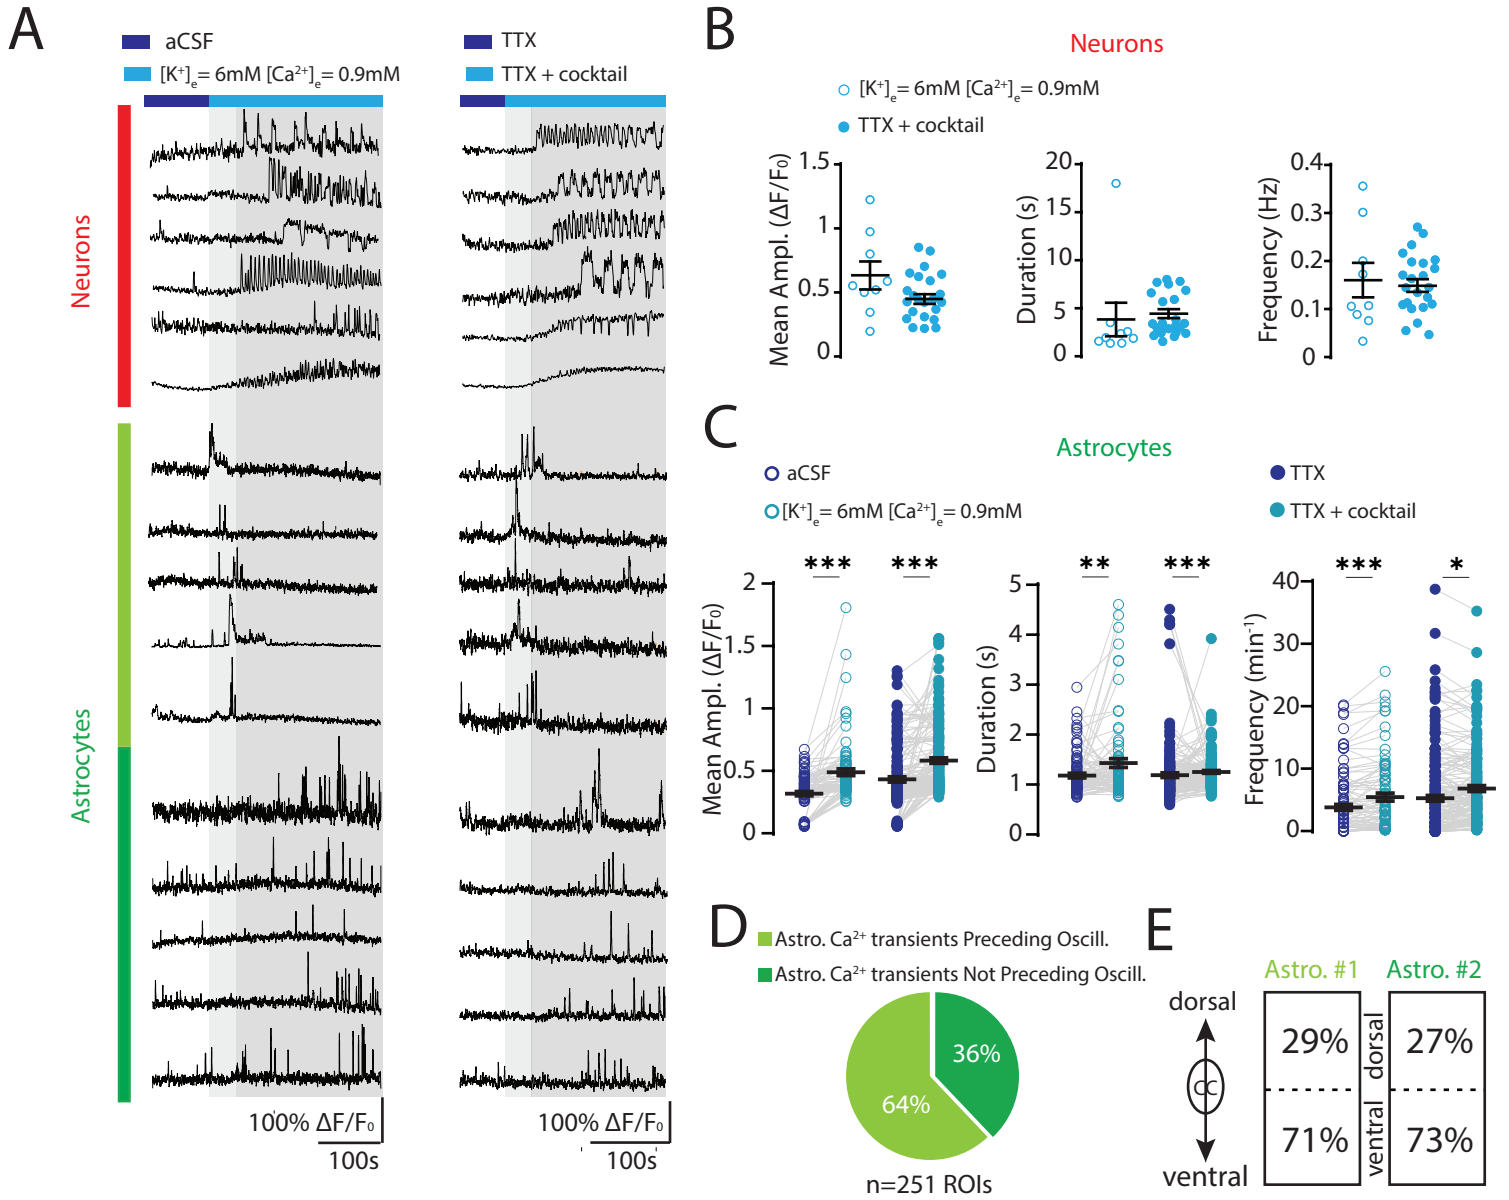 A
aCSF
[K⁺]ₑ= 6mM [Ca²⁺]ₑ= 0.9mM
TTX
TTX + cocktail
Neurons
Astrocytes
100% ΔF/F₀
100s
100% ΔF/F₀
100s
B
Neurons
[K⁺]ₑ= 6mM [Ca²⁺]ₑ= 0.9mM
TTX + cocktail
Mean Ampl. (ΔF/F₀)
1.5
1
0.5
0
Duration (s)
20
15
10
5
0
Frequency (Hz)
0.4
0.3
0.2
0.1
0
C
Astrocytes
aCSF
[K⁺]ₑ= 6mM [Ca²⁺]ₑ= 0.9mM
TTX
TTX + cocktail
Mean Ampl. (ΔF/F₀)
2
1.5
1
0.5
0
*** ***
Duration (s)
5
4
3
2
1
0
** ***
Frequency (min⁻¹)
40
30
20
10
0
*** *
D
Astro. Ca²⁺ transients Preceding Oscill.
Astro. Ca²⁺ transients Not Preceding Oscill.
36%
64%
n=251 ROIs
E
Astro. #1 Astro. #2
dorsal
CC
ventral
29% dorsal 27%
71% ventral 73%